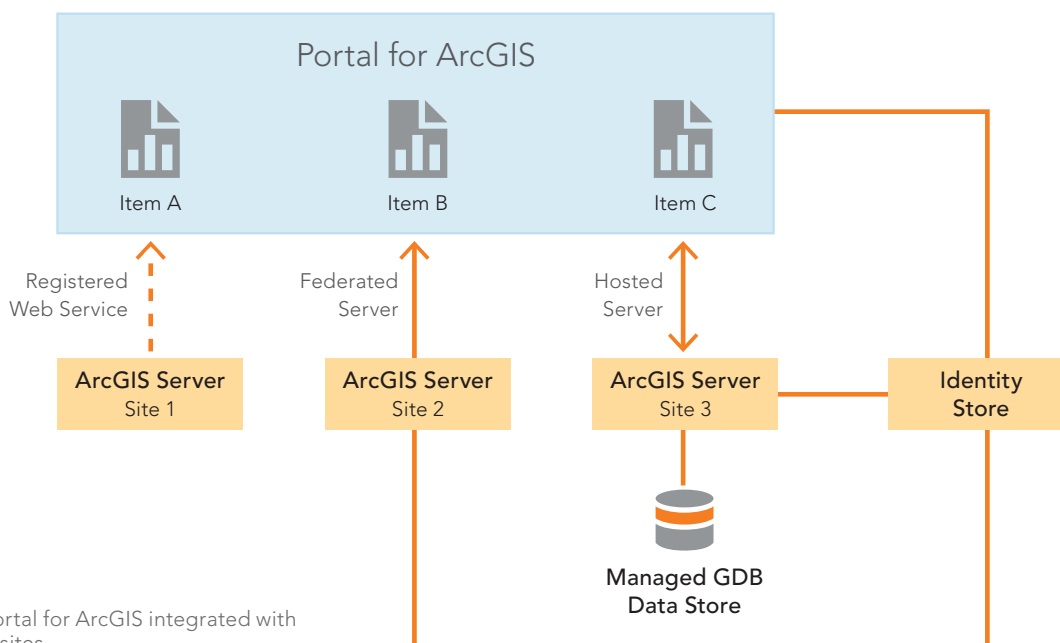 Portal for ArcGIS
Item A
Item B
Item C
Registered
Web Service
Federated
Server
Hosted
Server
ArcGIS Server
Site 1
ArcGIS Server
Site 2
ArcGIS Server
Site 3
Identity
Store
Managed GDB
Data Store
ortal for ArcGIS integrated with
sites